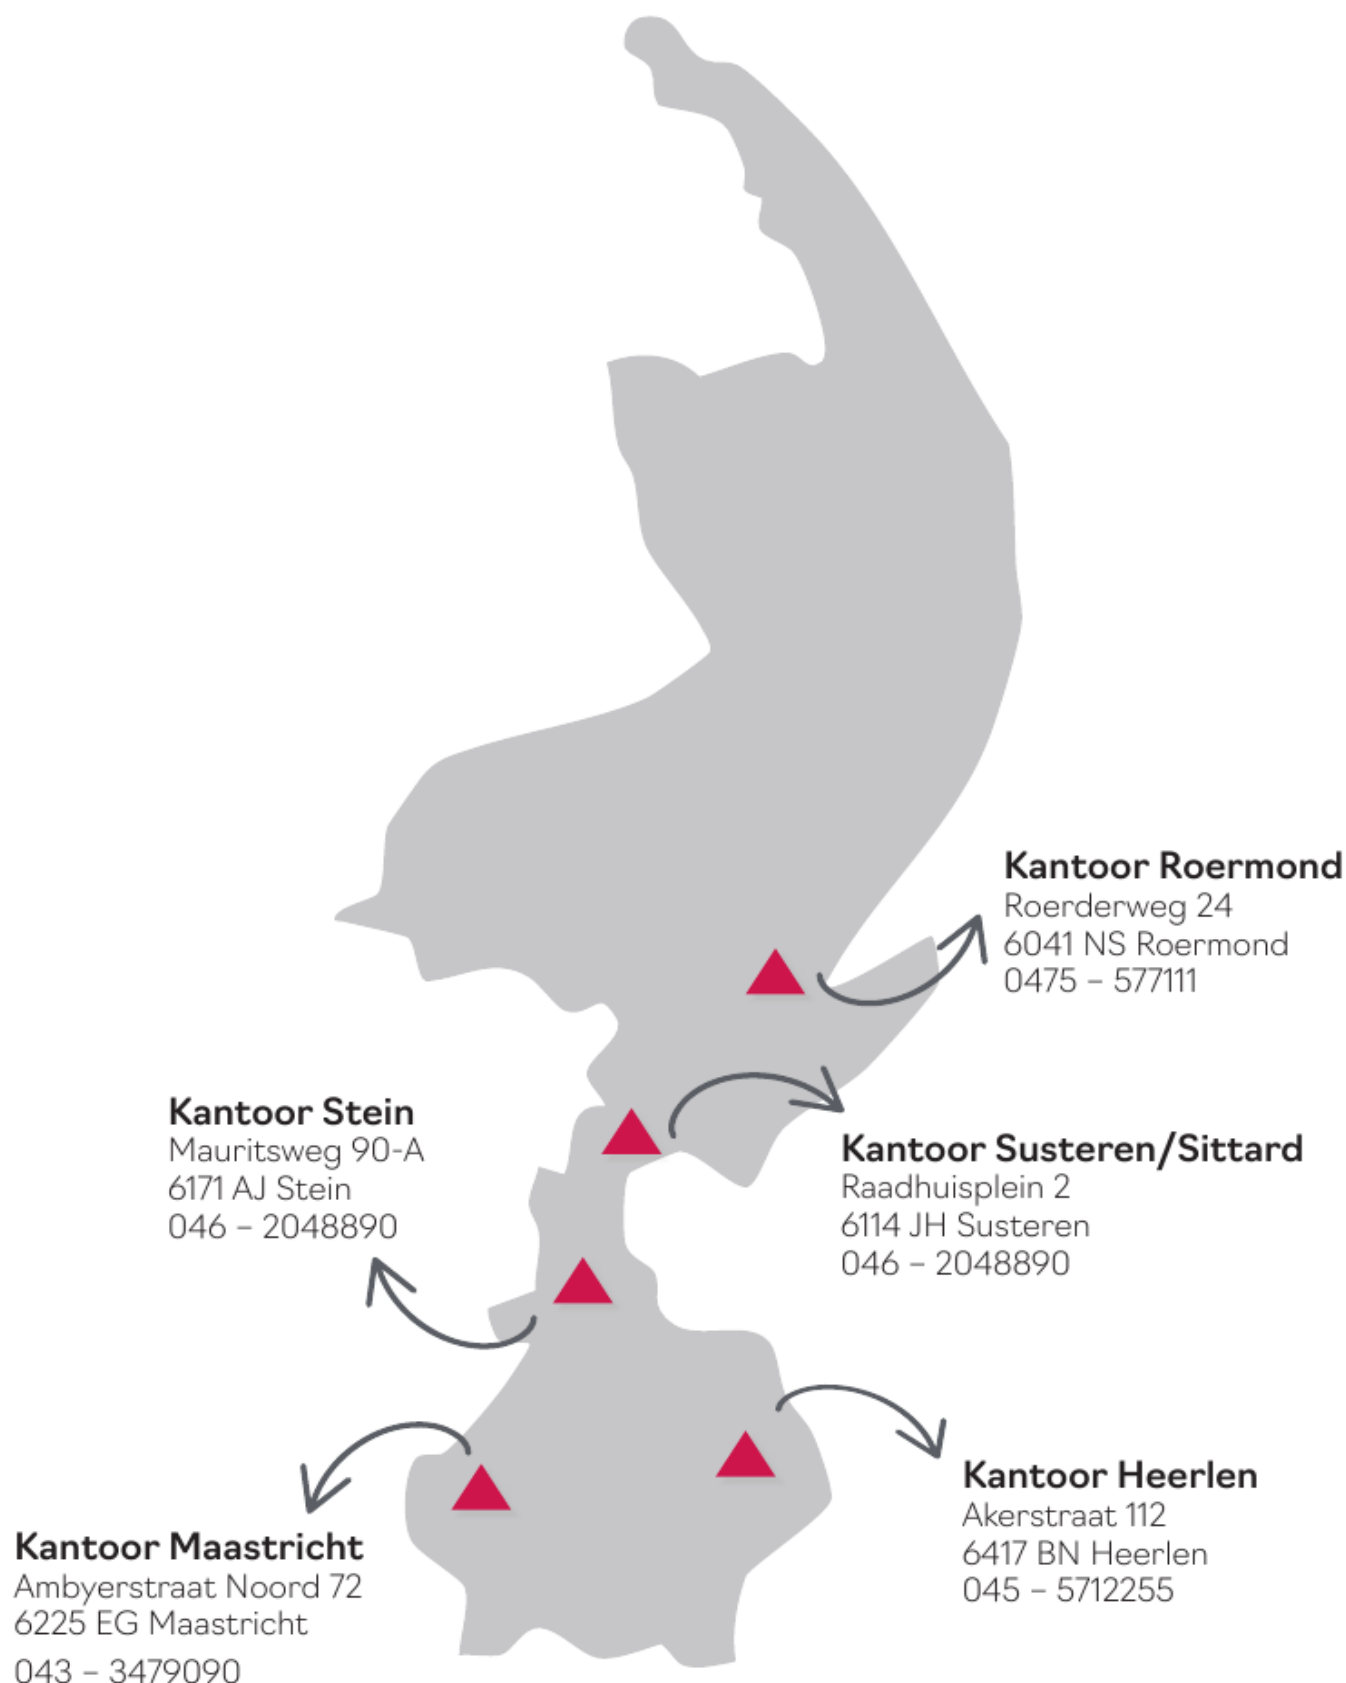 Kantoor Roermond
Roerderweg 24
6041 NS Roermond
0475 – 577111
Kantoor Stein
Mauritsweg 90-A
6171 AJ Stein
046 – 2048890
Kantoor Susteren/Sittard
Raadhuisplein 2
6114 JH Susteren
046 – 2048890
Kantoor Heerlen
Akerstraat 112
6417 BN Heerlen
045 – 5712255
Kantoor Maastricht
Ambyerstraat Noord 72
6225 EG Maastricht
043 – 3479090